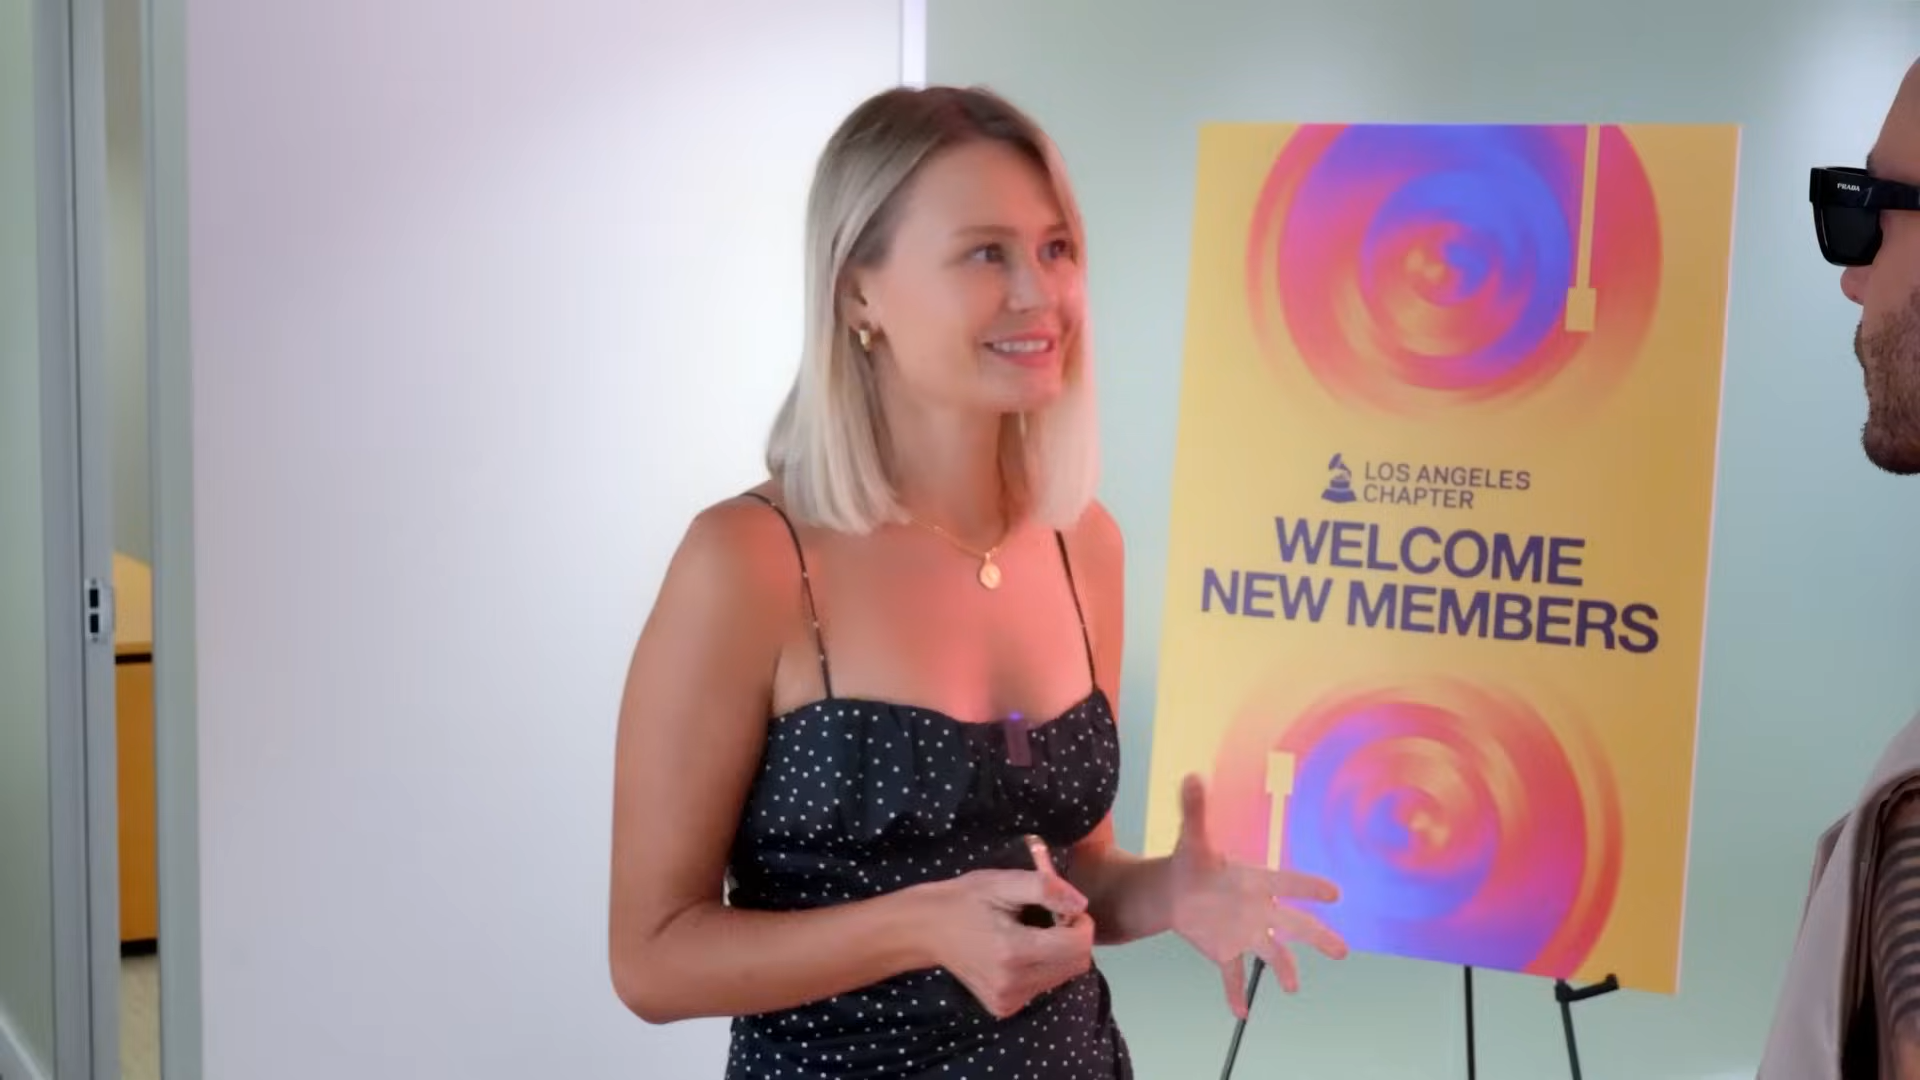 PRADA
LOS ANGELES
CHAPTER
WELCOME
NEW MEMBERS